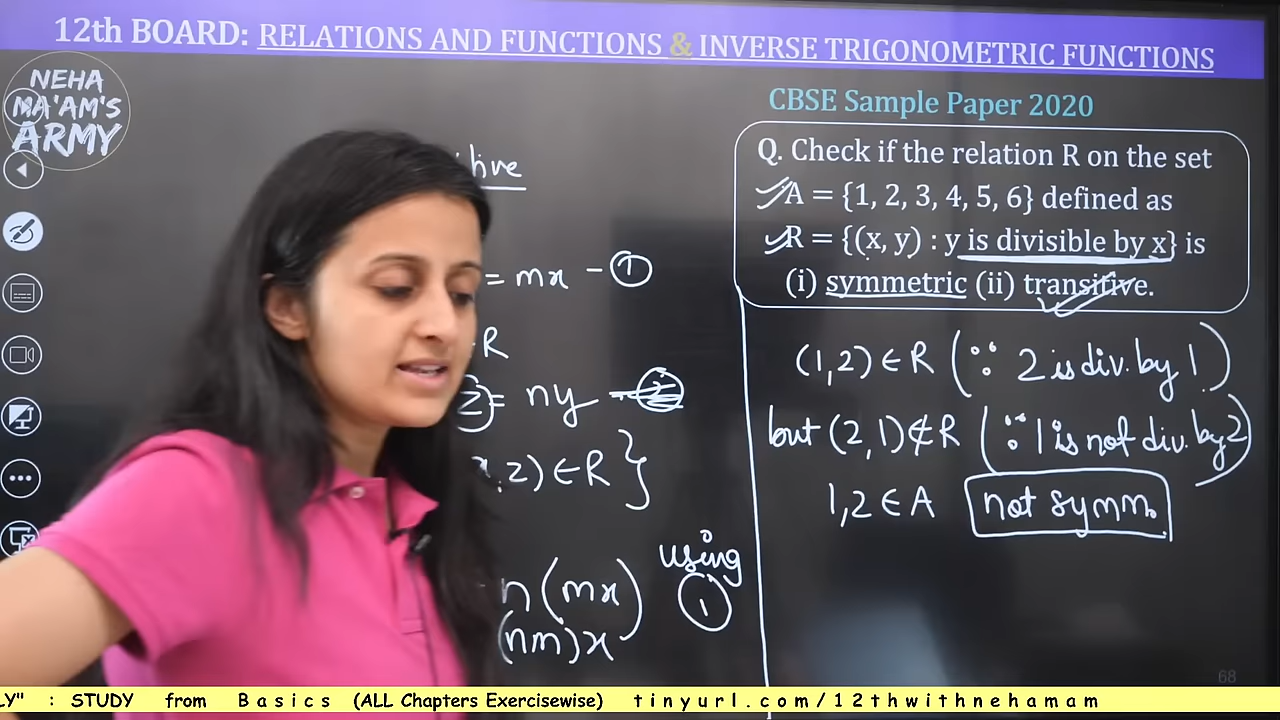 12th BOARD: RELATIONS AND FUNCTIONS & INVERSE TRIGONOMETRIC FUNCTIONS
NEHA
MA'AM'S
ARMY
CBSE Sample Paper 2020
Q. Check if the relation R on the set
A = {1, 2, 3, 4, 5, 6} defined as
R = {(x, y) : y is divisible by x} is
(i) symmetric (ii) transitive.
= mx - ①
R
z = ny
,z) ∈ R }
n (mx)
(nm) x
using
①
(1,2) ∈ R (∵ 2 is div. by 1)
but (2,1) ∉ R (∵ 1 is not div. by 2)
1,2 ∈ A not symm.
68
LY" : STUDY from Basics (ALL Chapters Exercisewise) tinyurl.com/12thwithnehamam